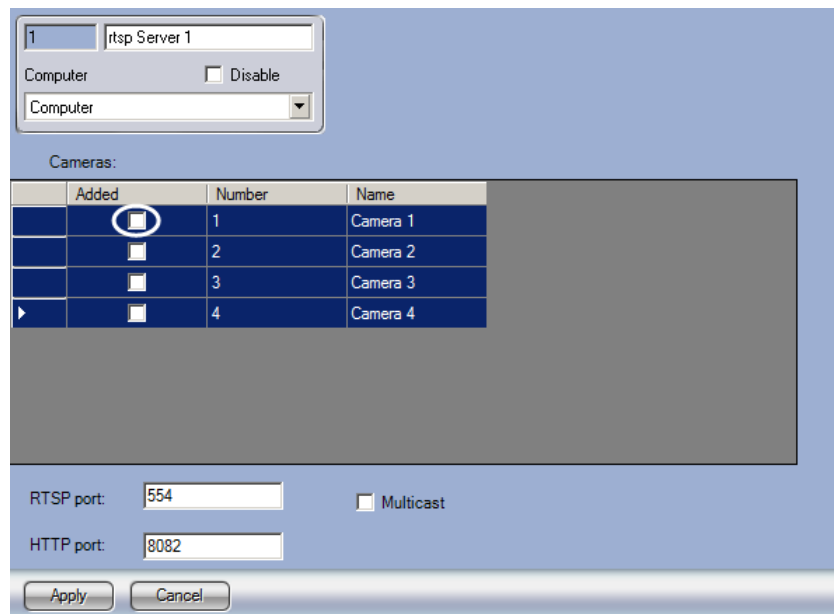 1 rtsp Server 1
Computer Disable
Computer
Cameras:
Added Number Name
1 Camera 1
2 Camera 2
3 Camera 3
4 Camera 4
RTSP port: 554 Multicast
HTTP port: 8082
Apply Cancel